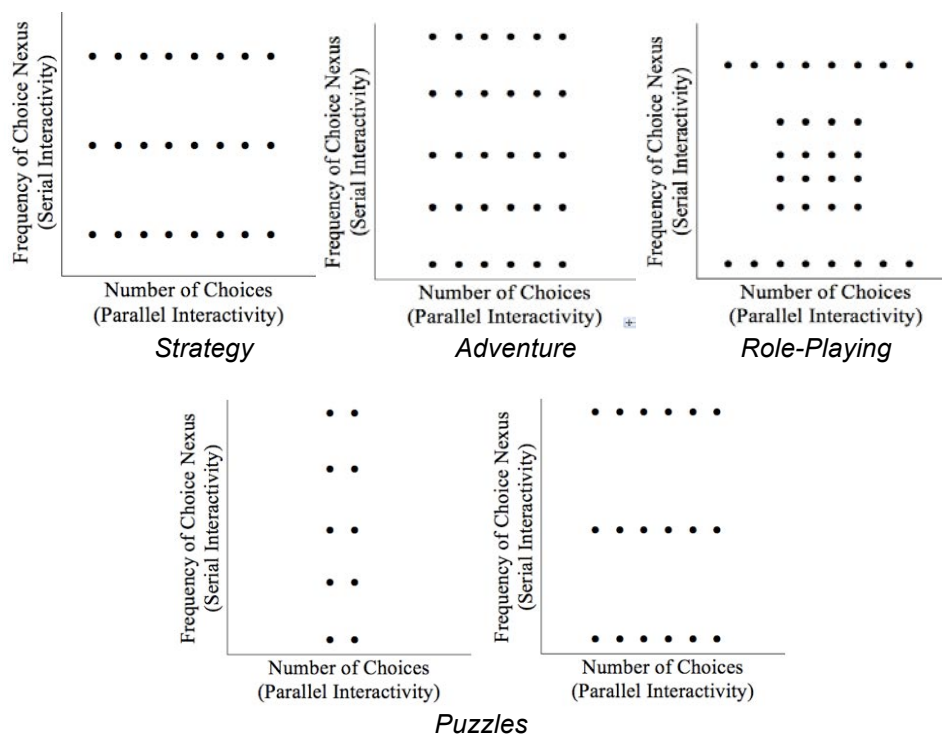 Frequency of Choice Nexus
(Serial Interactivity)
Number of Choices
(Parallel Interactivity)
Strategy
Frequency of Choice Nexus
(Serial Interactivity)
Number of Choices
(Parallel Interactivity)
Adventure
Frequency of Choice Nexus
(Serial Interactivity)
Number of Choices
(Parallel Interactivity)
Role-Playing
Frequency of Choice Nexus
(Serial Interactivity)
Number of Choices
(Parallel Interactivity)
Frequency of Choice Nexus
(Serial Interactivity)
Number of Choices
(Parallel Interactivity)
Puzzles